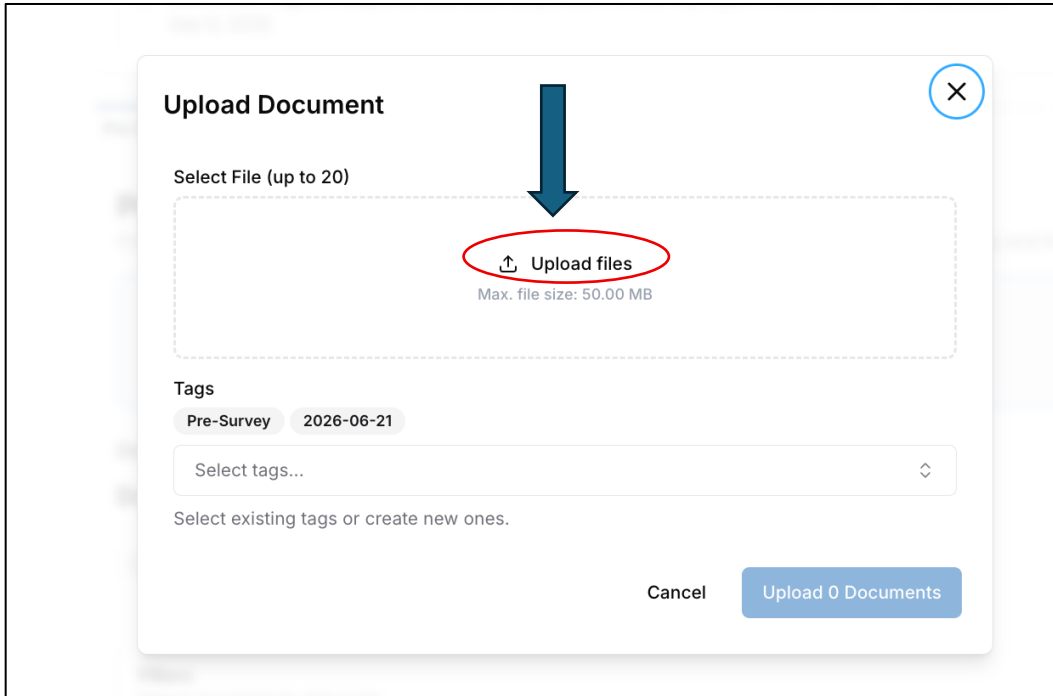 Upload Document
Select File (up to 20)
Upload files
Max. file size: 50.00 MB
Tags
Pre-Survey 2026-06-21
Select tags...
Select existing tags or create new ones.
Cancel Upload 0 Documents